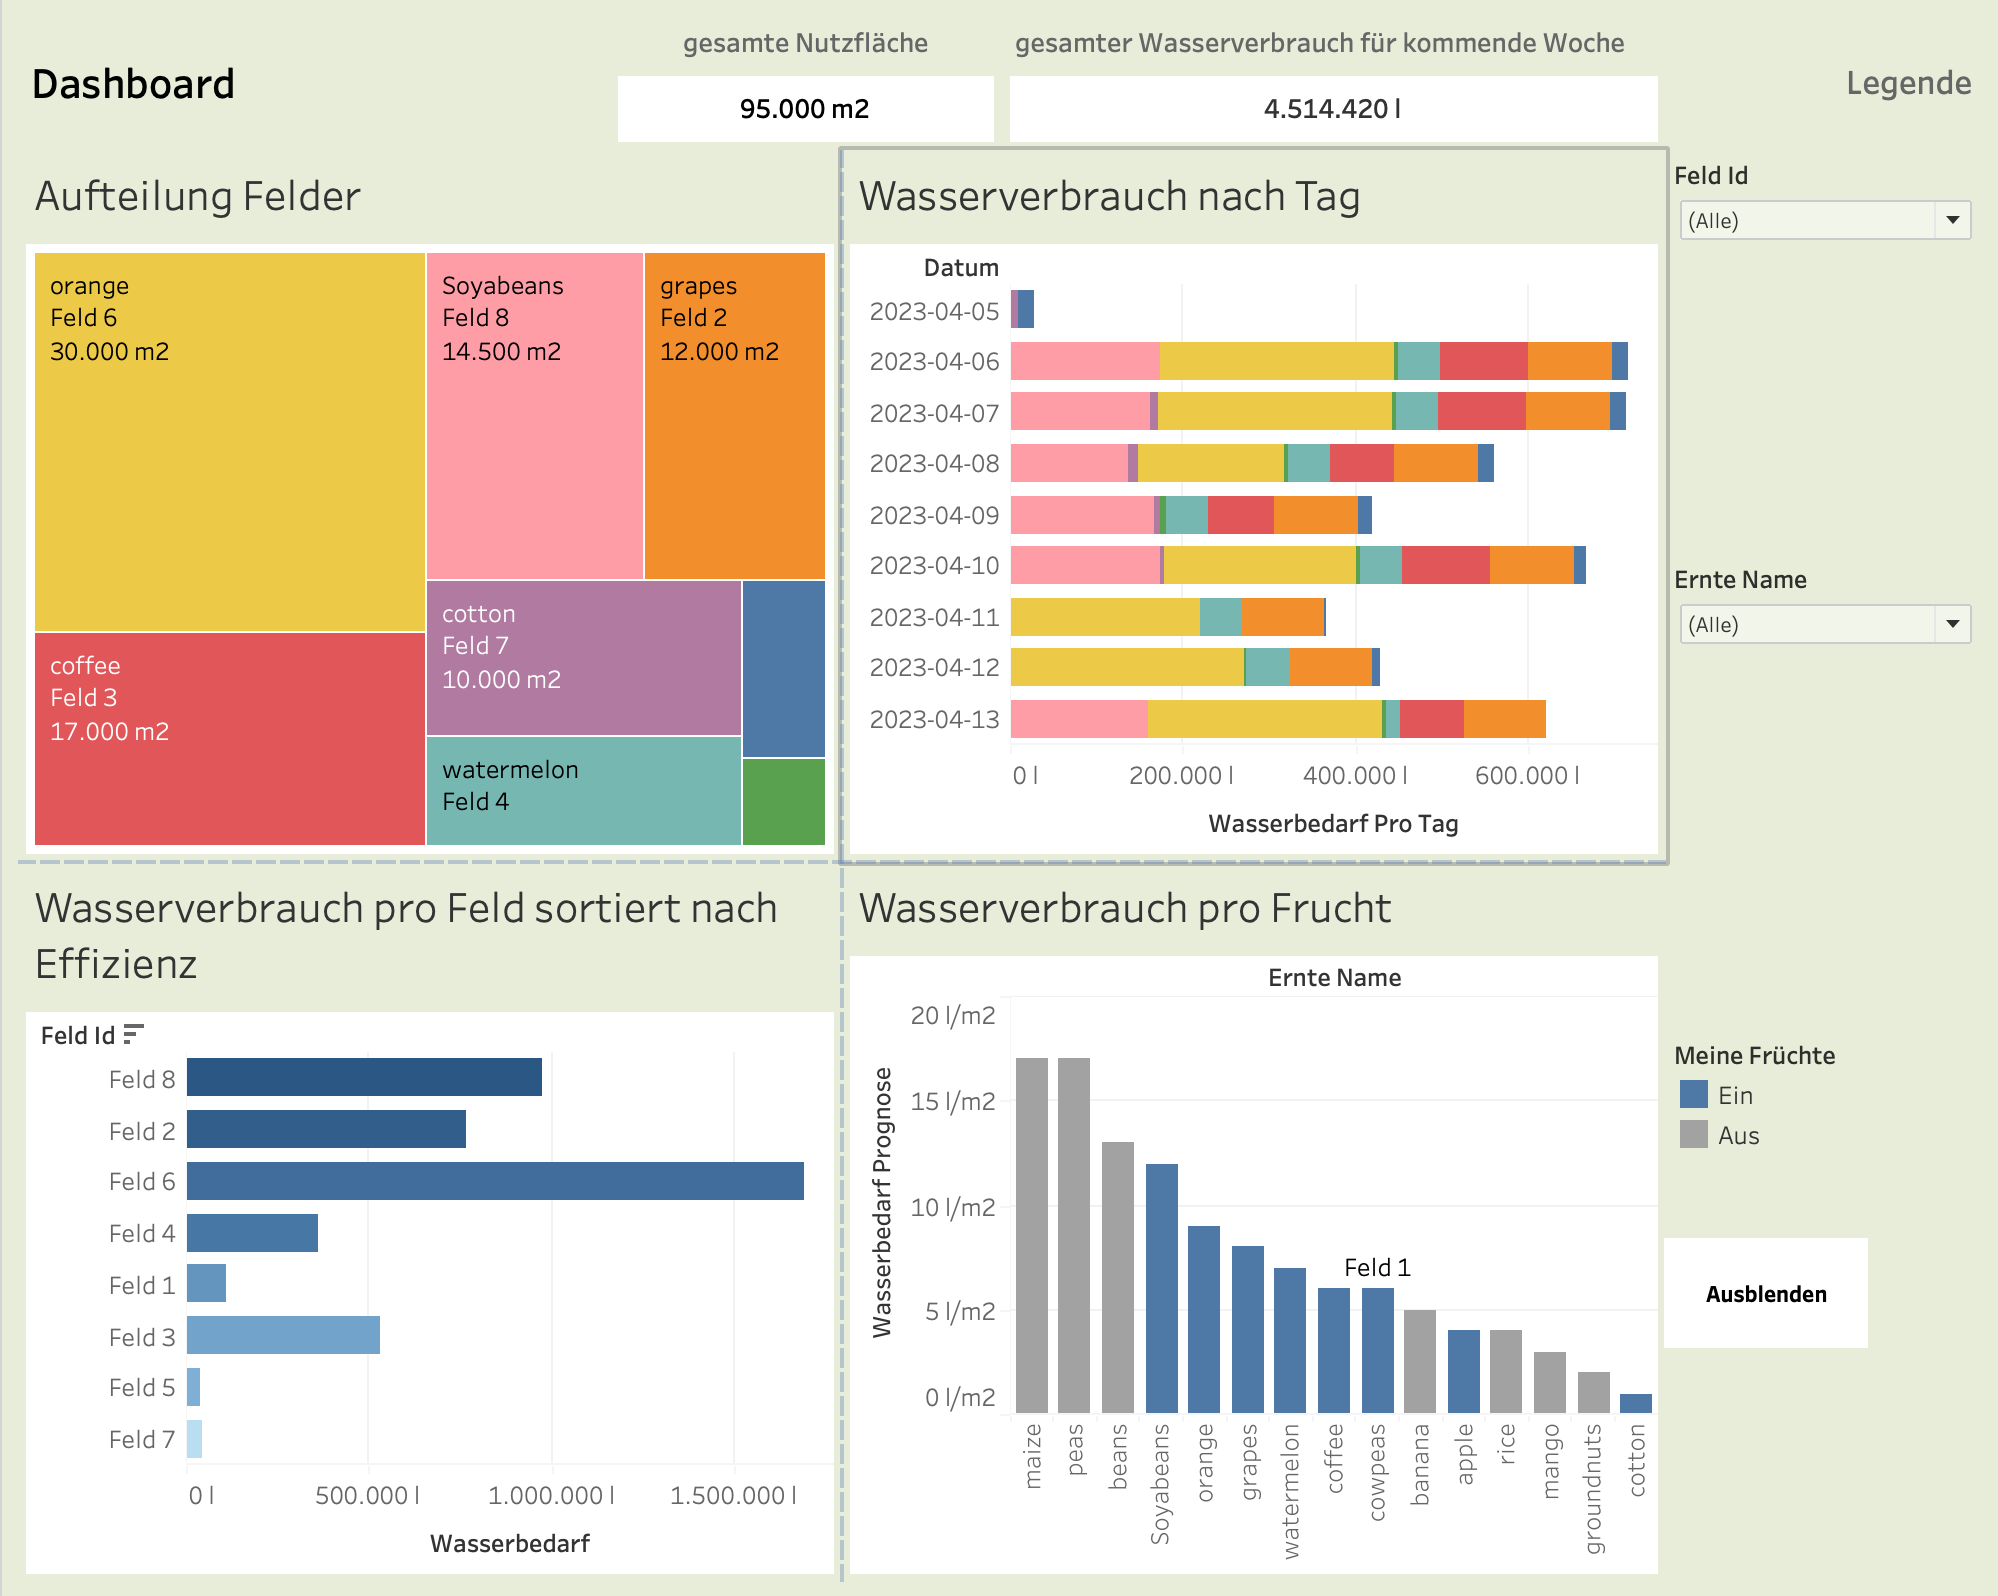 Dashboard
gesamte Nutzfläche
95.000 m2
gesamter Wasserverbrauch für kommende Woche
4.514.420 l
Legende
Aufteilung Felder
orange
Feld 6
30.000 m2
Soyabeans
Feld 8
14.500 m2
grapes
Feld 2
12.000 m2
coffee
Feld 3
17.000 m2
cotton
Feld 7
10.000 m2
watermelon
Feld 4
Wasserverbrauch nach Tag
Datum
2023-04-05
2023-04-06
2023-04-07
2023-04-08
2023-04-09
2023-04-10
2023-04-11
2023-04-12
2023-04-13
0 l 200.000 l 400.000 l 600.000 l
Wasserbedarf Pro Tag
Feld Id
(Alle)
Ernte Name
(Alle)
Wasserverbrauch pro Feld sortiert nach
Effizienz
Feld Id
Feld 8
Feld 2
Feld 6
Feld 4
Feld 1
Feld 3
Feld 5
Feld 7
0 l 500.000 l 1.000.000 l 1.500.000 l
Wasserbedarf
Wasserverbrauch pro Frucht
Ernte Name
Wasserbedarf Prognose
20 l/m2
15 l/m2
10 l/m2
5 l/m2
0 l/m2
Feld 1
maize
peas
beans
Soyabeans
orange
grapes
watermelon
coffee
cowpeas
banana
apple
rice
mango
groundnuts
cotton
Meine Früchte
Ein
Aus
Ausblenden